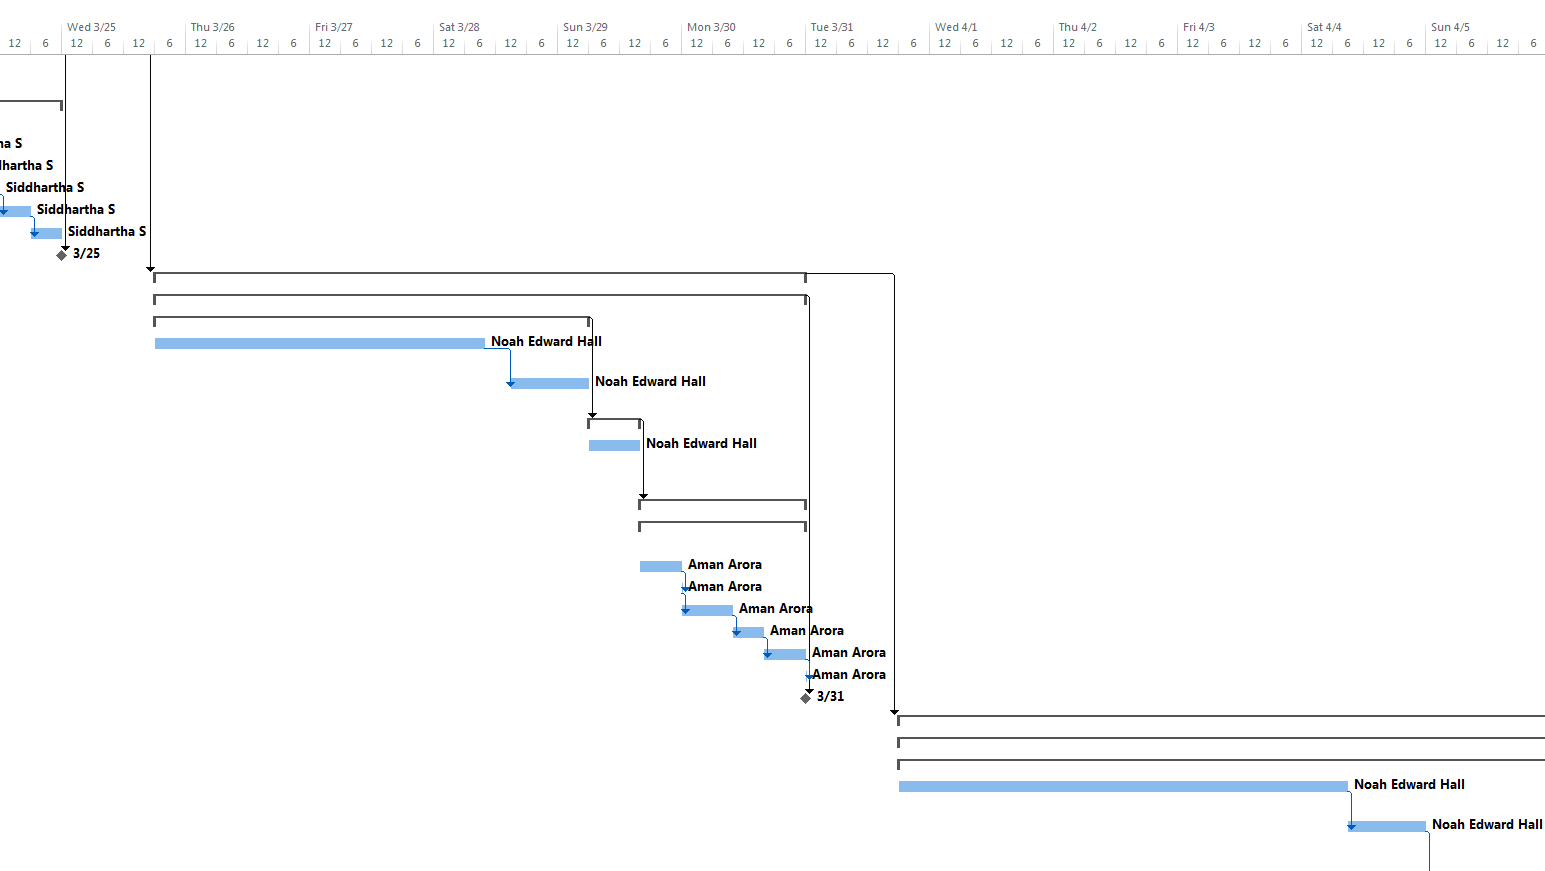 Wed 3/25 Thu 3/26 Fri 3/27 Sat 3/28 Sun 3/29 Mon 3/30 Tue 3/31 Wed 4/1 Thu 4/2 Fri 4/3 Sat 4/4 Sun 4/5
12 6 12 6 12 6 12 6 12 6 12 6 12 6 12 6 12 6 12 6 12 6 12 6 12 6 12 6 12 6 12 6 12 6 12 6 12 6 12 6 12 6 12 6 12 6 12 6 12 6
na S
dhartha S
Siddhartha S
Siddhartha S
Siddhartha S
3/25
Noah Edward Hall
Noah Edward Hall
Noah Edward Hall
Aman Arora
Aman Arora
Aman Arora
Aman Arora
Aman Arora
Aman Arora
3/31
Noah Edward Hall
Noah Edward Hall